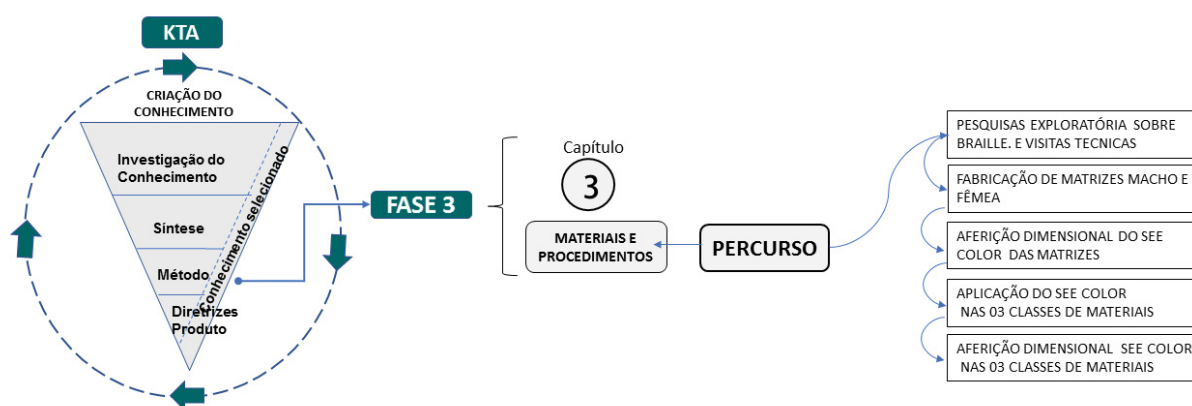 KTA
CRIAÇÃO DO
CONHECIMENTO
Investigação do
Conhecimento
Síntese
Método
Diretrizes
Produto
Conhecimento selecionado
FASE 3
Capítulo
3
MATERIAIS E
PROCEDIMENTOS
PERCURSO
PESQUISAS EXPLORATÓRIA SOBRE
BRAILLE. E VISITAS TECNICAS
FABRICAÇÃO DE MATRIZES MACHO E
FÊMEA
AFERIÇÃO DIMENSIONAL DO SEE
COLOR DAS MATRIZES
APLICAÇÃO DO SEE COLOR
NAS 03 CLASSES DE MATERIAIS
AFERIÇÃO DIMENSIONAL SEE COLOR
NAS 03 CLASSES DE MATERIAIS